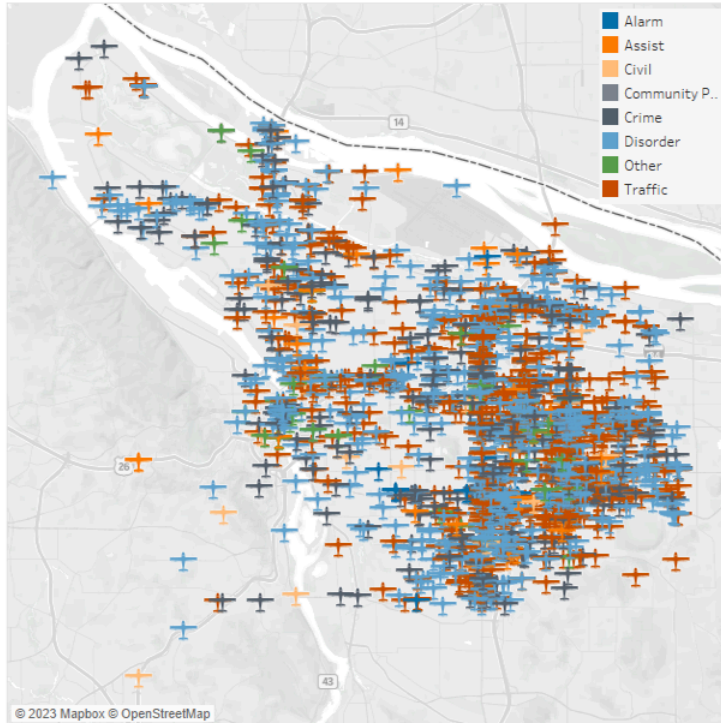 Alarm
Assist
Civil
Community P..
Crime
Disorder
Other
Traffic
14
26
43
© 2023 Mapbox © OpenStreetMap